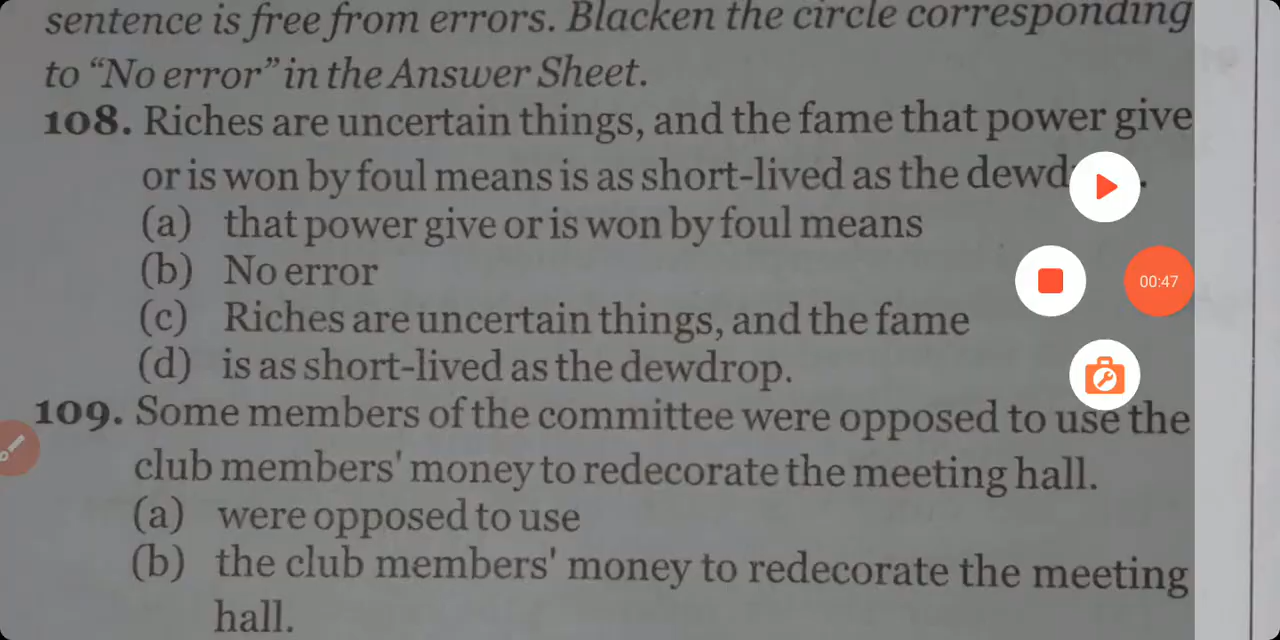 sentence is free from errors. Blacken the circle corresponding
to “No error” in the Answer Sheet.
108. Riches are uncertain things, and the fame that power give
or is won by foul means is as short-lived as the
(a) that power give or is won by foul means
(b) No error
(c) Riches are uncertain things, and the fame
(d) is as short-lived as the dewdrop.
00:47
109. Some members of the committee were opposed to use the
club members' money to redecorate the meeting hall.
(a) were opposed to use
(b) the club members' money to redecorate the meeting
hall.